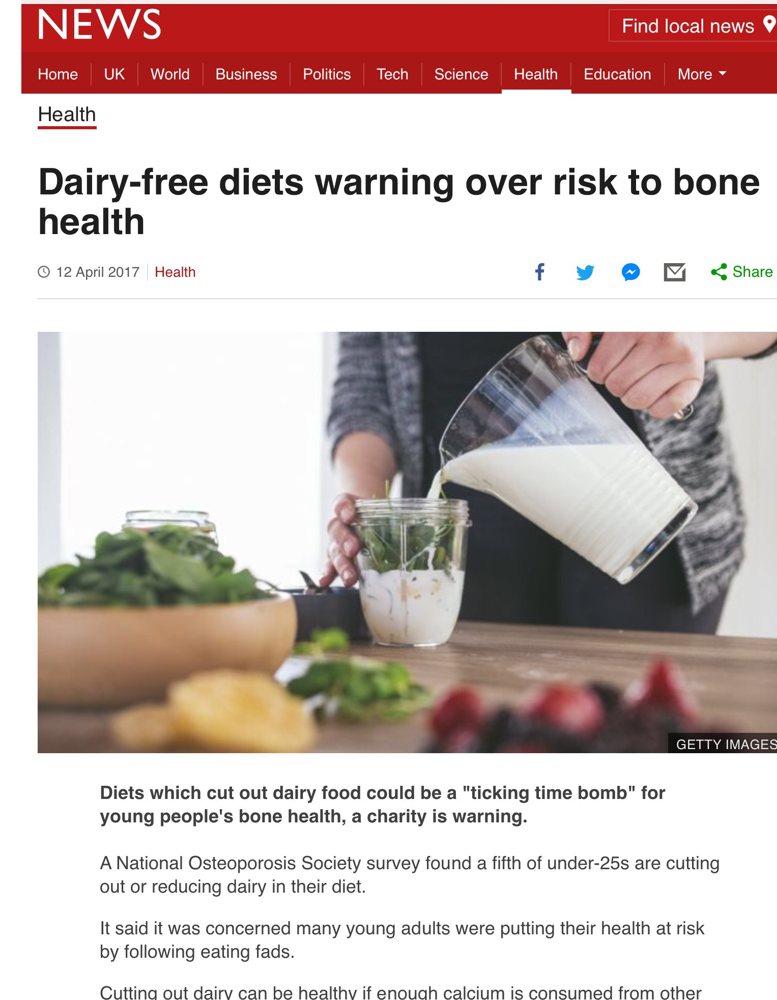 NEWS
Find local news
Home UK World Business Politics Tech Science Health Education More
Health
Dairy-free diets warning over risk to bone
health
12 April 2017 Health Share
GETTY IMAGES
Diets which cut out dairy food could be a "ticking time bomb" for
young people's bone health, a charity is warning.
A National Osteoporosis Society survey found a fifth of under-25s are cutting
out or reducing dairy in their diet.
It said it was concerned many young adults were putting their health at risk
by following eating fads.
Cutting out dairy can be healthy if enough calcium is consumed from other